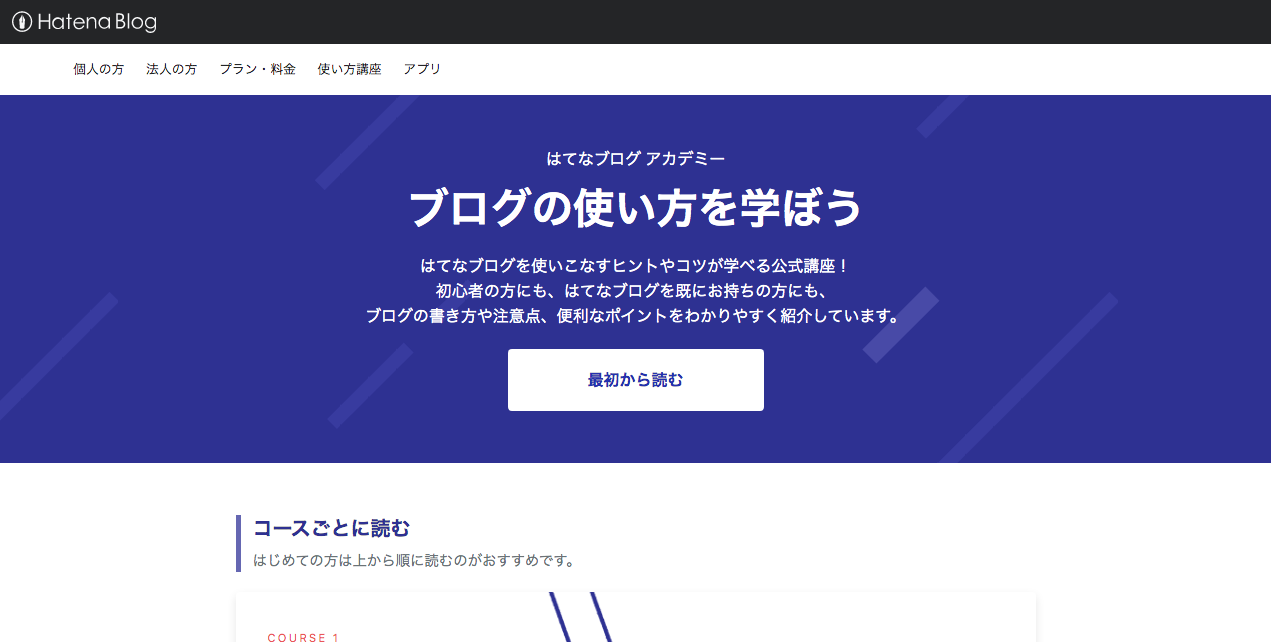 Hatena Blog
個人の方 法人の方 プラン・料金 使い方講座 アプリ
はてなブログ アカデミー
ブログの使い方を学ぼう
はてなブログを使いこなすヒントやコツが学べる公式講座！
初心者の方にも、はてなブログを既にお持ちの方にも、
ブログの書き方や注意点、便利なポイントをわかりやすく紹介しています。
最初から読む
コースごとに読む
はじめての方は上から順に読むのがおすすめです。
COURSE 1